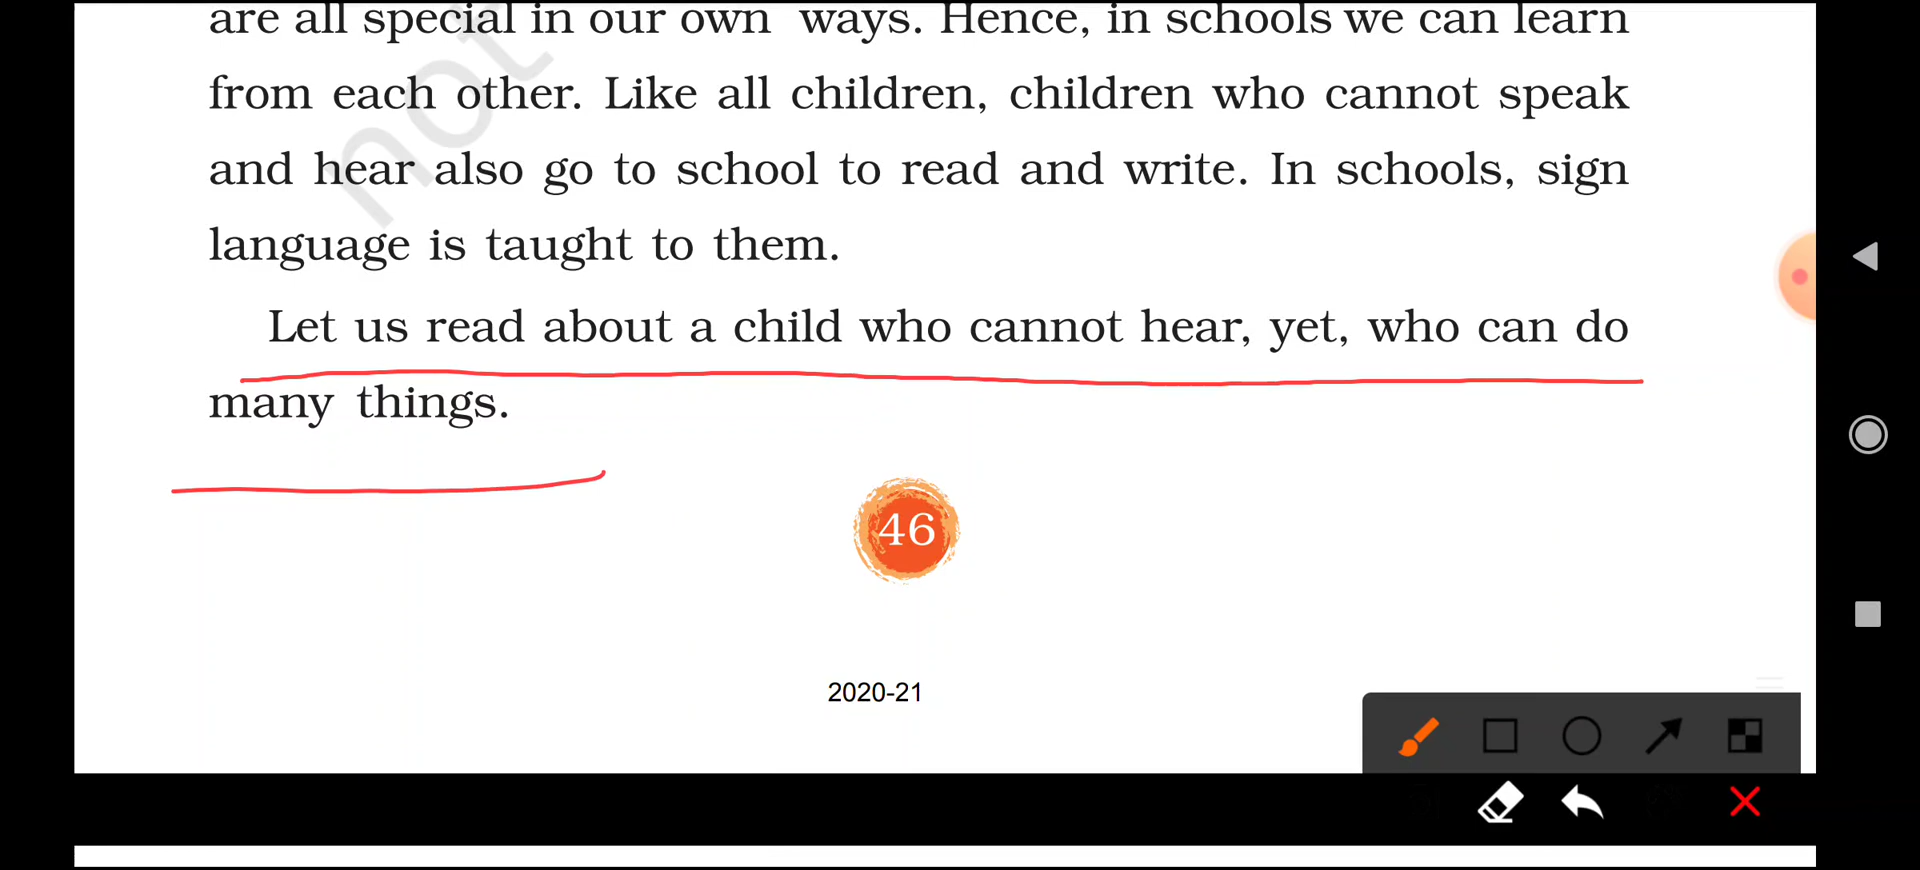 are all special in our own ways. Hence, in schools we can learn
from each other. Like all children, children who cannot speak
and hear also go to school to read and write. In schools, sign
language is taught to them.
Let us read about a child who cannot hear, yet, who can do
many things.
46
2020-21
not